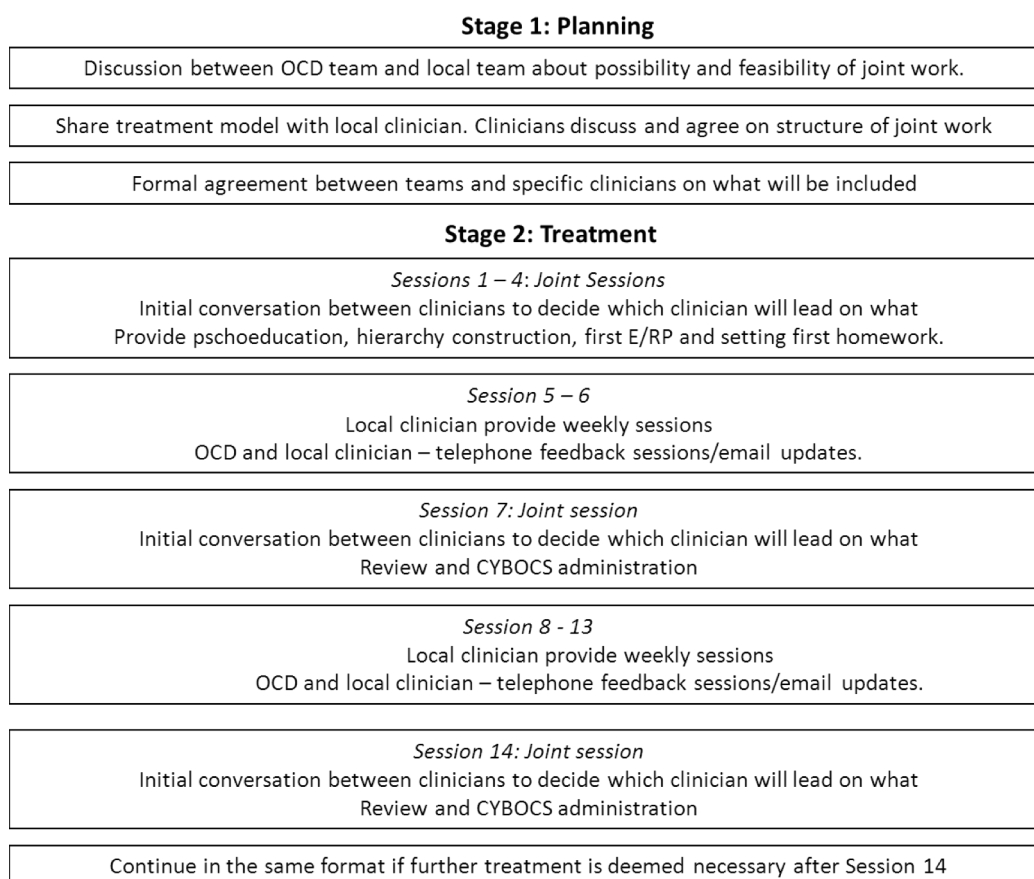 Stage 1: Planning
Discussion between OCD team and local team about possibility and feasibility of joint work.
Share treatment model with local clinician. Clinicians discuss and agree on structure of joint work
Formal agreement between teams and specific clinicians on what will be included
Stage 2: Treatment
Sessions 1 – 4: Joint Sessions
Initial conversation between clinicians to decide which clinician will lead on what
Provide pschoeducation, hierarchy construction, first E/RP and setting first homework.
Session 5 – 6
Local clinician provide weekly sessions
OCD and local clinician – telephone feedback sessions/email updates.
Session 7: Joint session
Initial conversation between clinicians to decide which clinician will lead on what
Review and CYBOCS administration
Session 8 - 13
Local clinician provide weekly sessions
OCD and local clinician – telephone feedback sessions/email updates.
Session 14: Joint session
Initial conversation between clinicians to decide which clinician will lead on what
Review and CYBOCS administration
Continue in the same format if further treatment is deemed necessary after Session 14